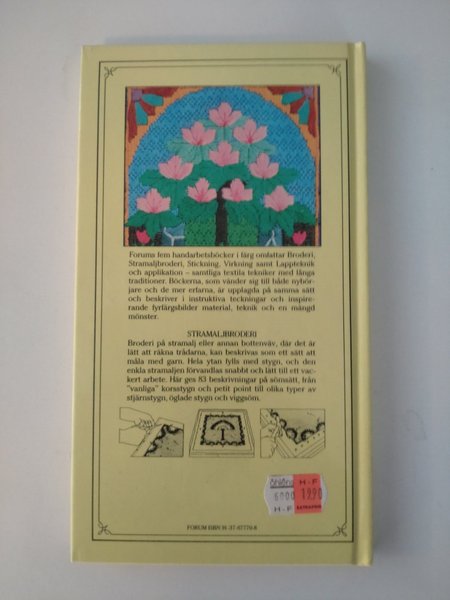 Forums fem handarbetsböcker i färg omfattar Broderi,
Stramaljbroderi, Stickning, Virkning samt Lappteknik
och applikation – samtliga textila tekniker med långa
traditioner. Böckerna, som vänder sig till både nybör-
jare och de mer erfarna, är upplagda på samma sätt
och beskriver i instruktiva teckningar och inspire-
rande fyrfärgsbilder material, teknik och en mängd
mönster.
STRAMALJBRODERI
Broderi på stramalj eller annan bottenväv, där det är
lätt att räkna trådarna, kan beskrivas som ett sätt att
måla med garn. Hela ytan fylls med stygn, och den
enkla stramaljen förvandlas snabbt och lätt till ett vac-
kert arbete. Här ges 83 beskrivningar på sömsätt, från
"vanliga" korsstygn och petit point till olika typer av
stjärnstygn, öglade stygn och viggsöm.
åhléns H-F
6000 1290
H-F
FORUM ISBN 91-37-07770-8